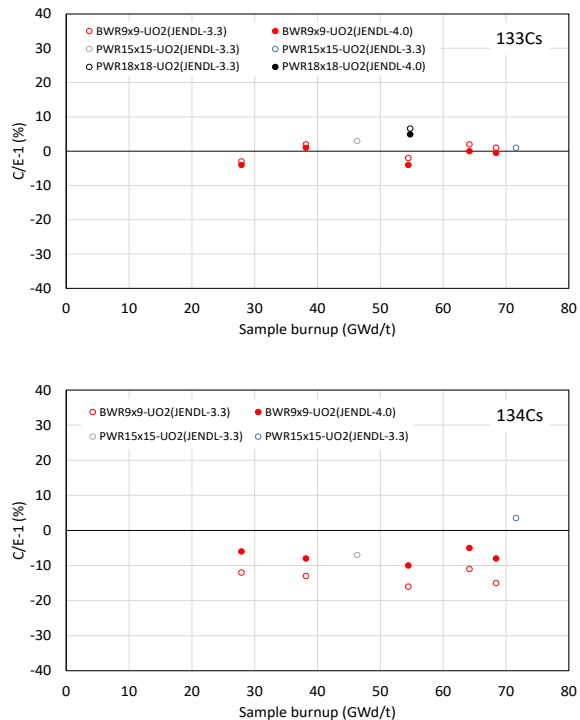 40
BWR9x9-UO2(JENDL-3.3) BWR9x9-UO2(JENDL-4.0) 133Cs
30
PWR15x15-UO2(JENDL-3.3) PWR15x15-UO2(JENDL-3.3)
PWR18x18-UO2(JENDL-3.3) PWR18x18-UO2(JENDL-4.0)
20
10
0
-10
-20
-30
-40
C/E-1 (%)
0 10 20 30 40 50 60 70 80
Sample burnup (GWd/t)
40
BWR9x9-UO2(JENDL-3.3) BWR9x9-UO2(JENDL-4.0) 134Cs
30
PWR15x15-UO2(JENDL-3.3) PWR15x15-UO2(JENDL-3.3)
20
10
0
-10
-20
-30
-40
C/E-1 (%)
0 10 20 30 40 50 60 70 80
Sample burnup (GWd/t)